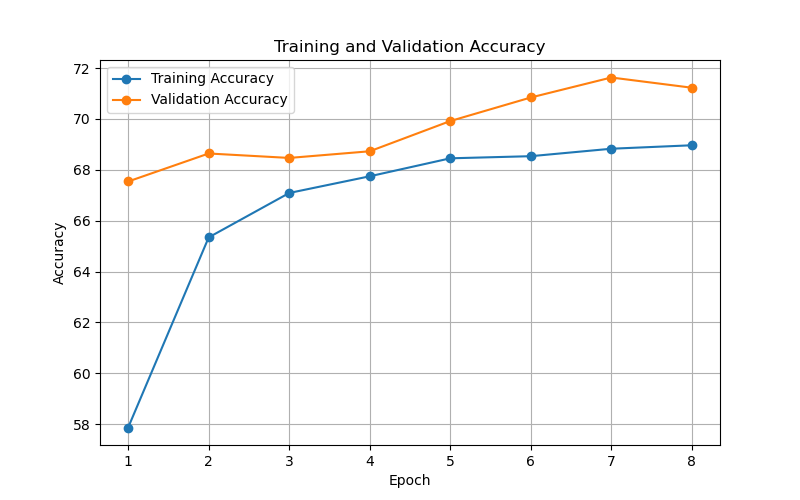 Training and Validation Accuracy
Training Accuracy
Validation Accuracy
72
70
68
66
64
62
60
58
Accuracy
1 2 3 4 5 6 7 8
Epoch